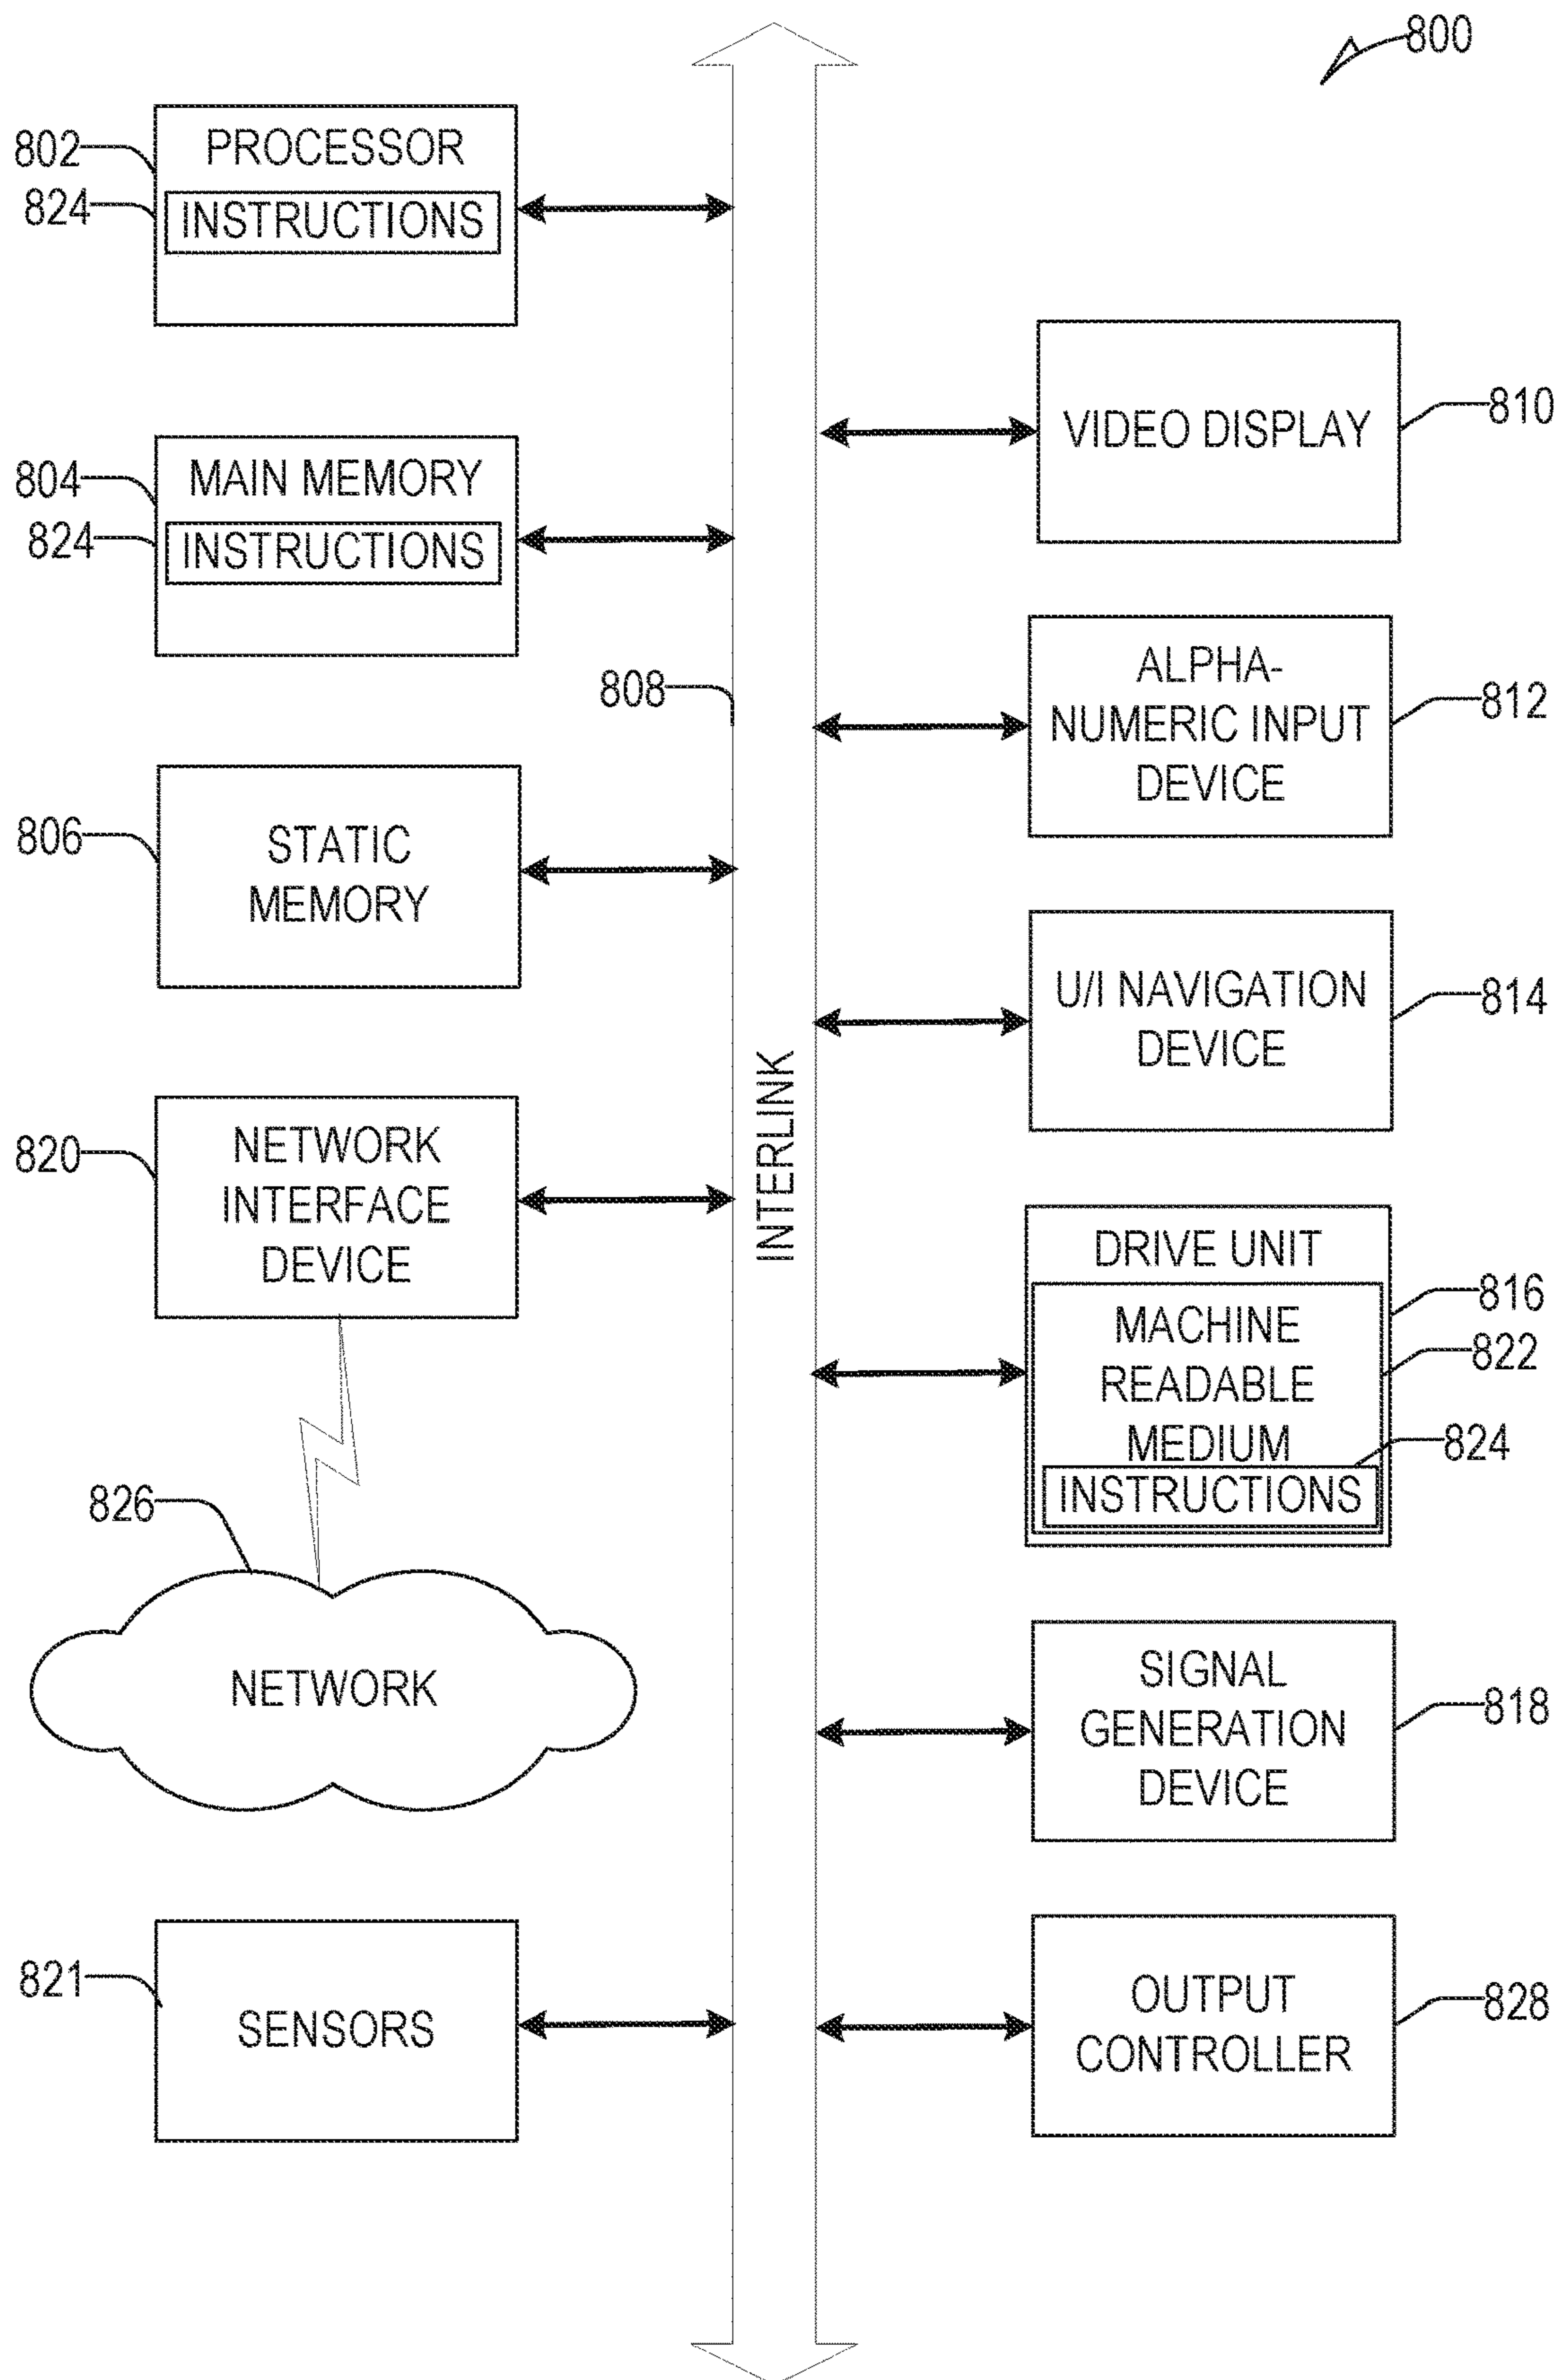 800
802
PROCESSOR
824
INSTRUCTIONS
804
MAIN MEMORY
824
INSTRUCTIONS
808
806
STATIC
MEMORY
820
NETWORK
INTERFACE
DEVICE
826
NETWORK
821
SENSORS
INTERLINK
VIDEO DISPLAY
810
ALPHA-
NUMERIC INPUT
DEVICE
812
U/I NAVIGATION
DEVICE
814
DRIVE UNIT
816
MACHINE
READABLE
MEDIUM
822
824
INSTRUCTIONS
SIGNAL
GENERATION
DEVICE
818
OUTPUT
CONTROLLER
828